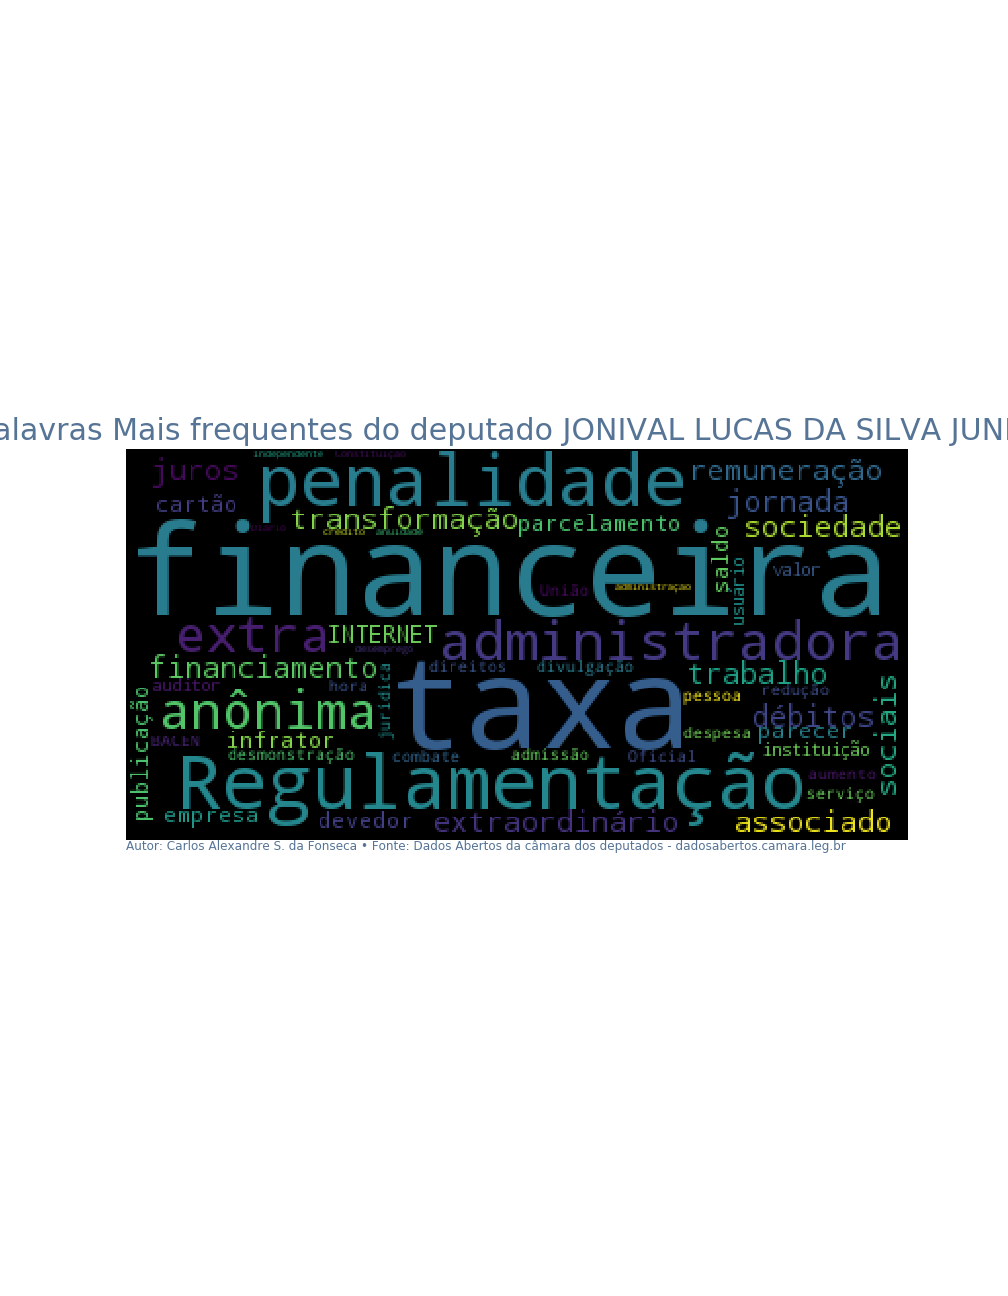 alavras Mais frequentes do deputado JONIVAL LUCAS DA SILVA JUN
independente Constituição
juros penalidade remuneração
cartão jornada
transformação parcelamento sociedade
crédito anuidade
financeira
saldo
usuario
valor
União administraçao
extra INTERNET administradora
desemprego
financiamento direitos divulgação trabalho
auditor hora jurídica taxa pessoa redução
publicação
anônima débitos
sociais
BACEN infrator despesa parecer
desmonstração combate admissão Oficial instituição
Regulamentação aumento
serviço
empresa devedor extraordinário associado
Autor: Carlos Alexandre S. da Fonseca • Fonte: Dados Abertos da câmara dos deputados - dadosabertos.camara.leg.br